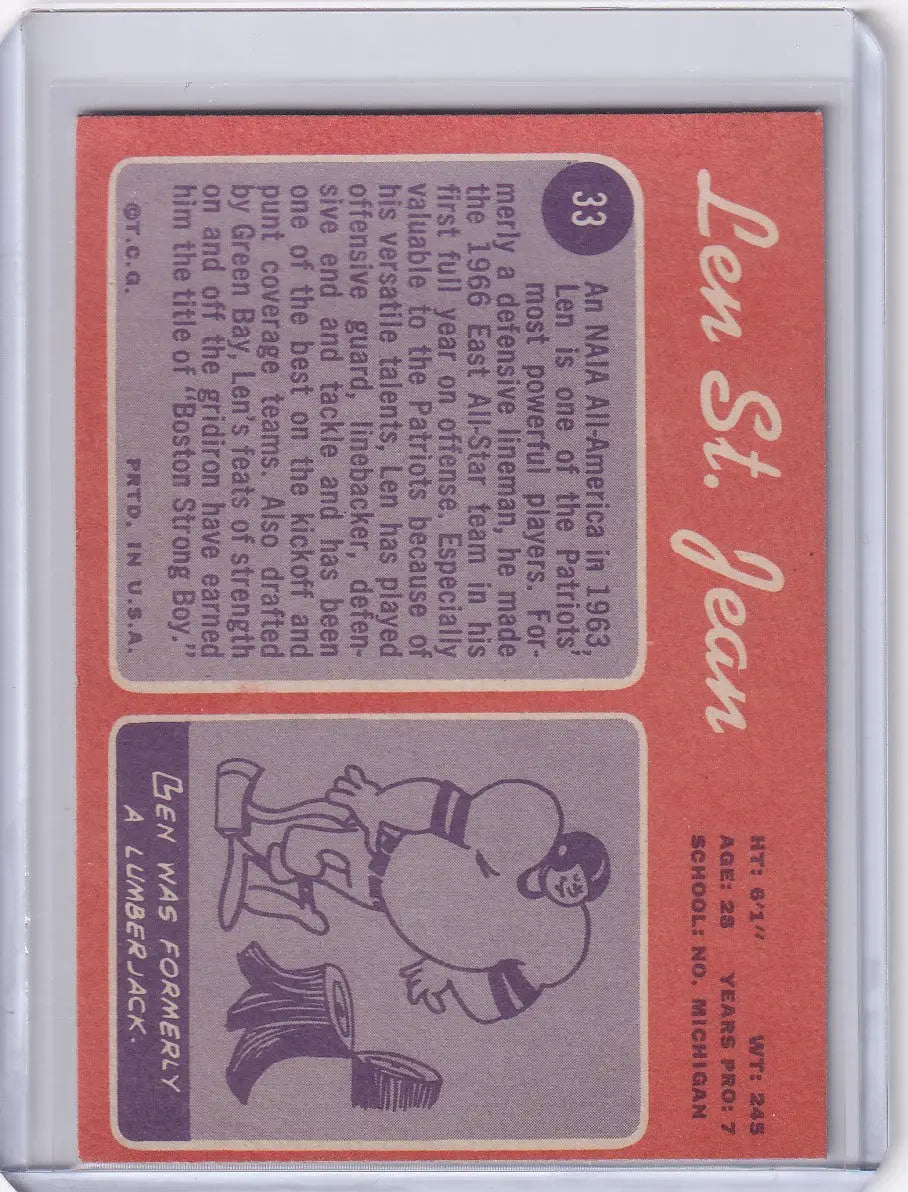 Len St. Jean
HT: 6'1" WT: 245
AGE: 28 YEARS PRO: 7
SCHOOL: NO. MICHIGAN
33
An NAIA All-America in 1963,
Len is one of the Patriots'
most powerful players. For-
merly a defensive lineman, he made
the 1966 East All-Star team in his
first full year on offense. Especially
valuable to the Patriots because of
his versatile talents, Len has played
offensive guard, linebacker, defen-
sive end and tackle and has been
one of the best on the kickoff and
punt coverage teams. Also drafted
by Green Bay, Len's feats of strength
on and off the gridiron have earned
him the title of "Boston Strong Boy."
©T.C.G. PRTD. IN U.S.A.
LEN WAS FORMERLY
A LUMBERJACK.